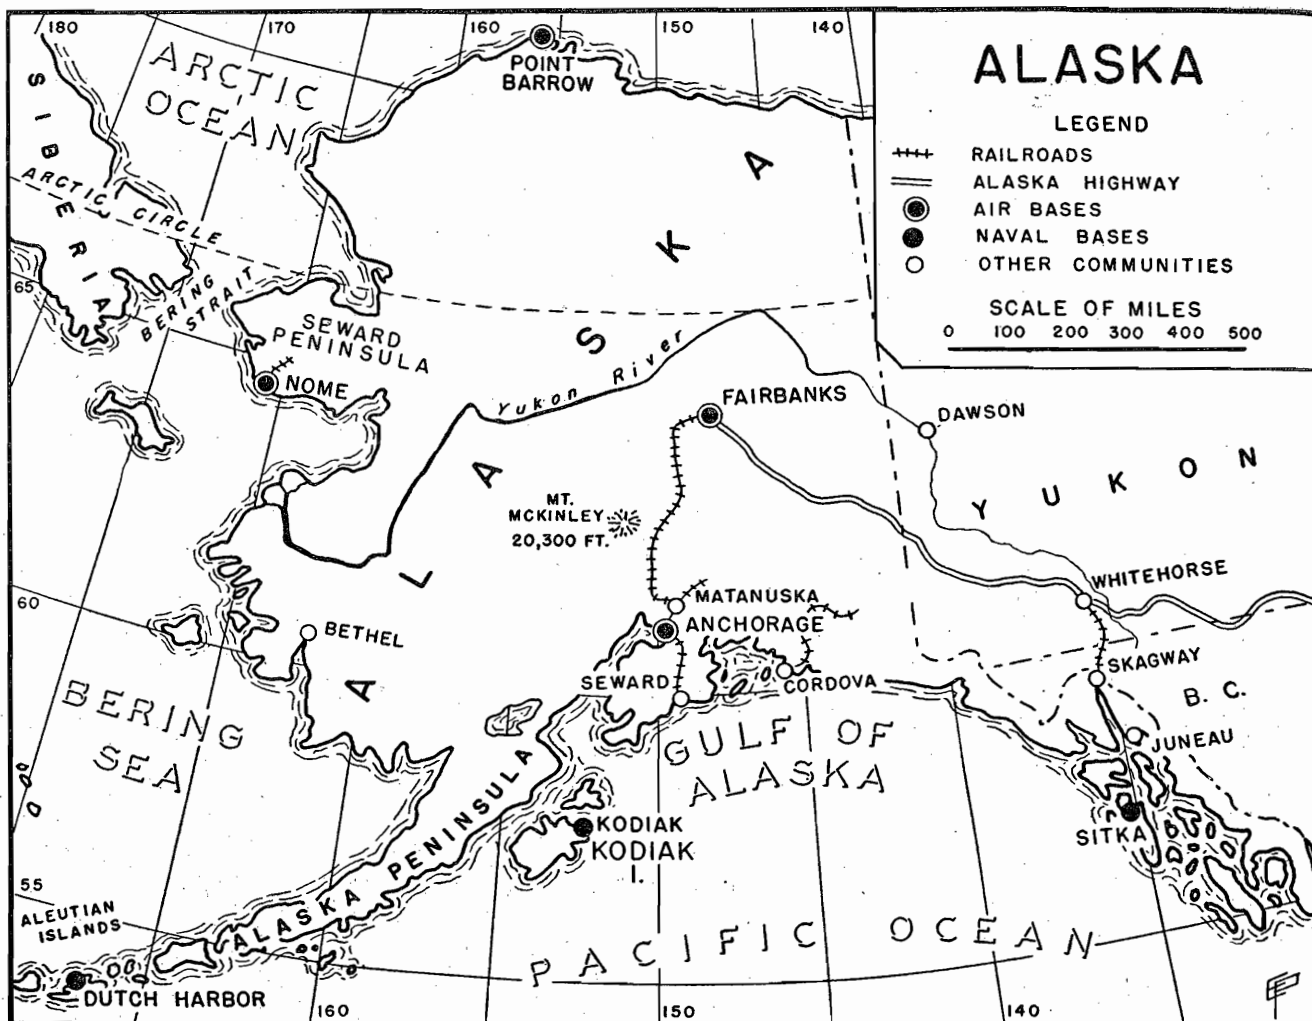 180
170
160
150
140
ARCTIC
OCEAN
POINT
BARROW
ALASKA
LEGEND
RAILROADS
ALASKA HIGHWAY
AIR BASES
NAVAL BASES
OTHER COMMUNITIES
SCALE OF MILES
0 100 200 300 400 500
SIBERIA
ARCTIC CIRCLE
BERING
STRAIT
65
SEWARD
PENINSULA
NOME
ALASKA
Yukon River
FAIRBANKS
DAWSON
YUKON
MT.
MCKINLEY
20,300 FT.
WHITEHORSE
60
BETHEL
MATANUSKA
ANCHORAGE
SEWARD
CORDOVA
SKAGWAY
B. C.
JUNEAU
BERING
SEA
GULF OF
ALASKA
SITKA
KODIAK
KODIAK
I.
ALASKA PENINSULA
55
ALEUTIAN
ISLANDS
PACIFIC OCEAN
DUTCH HARBOR
160
150
140